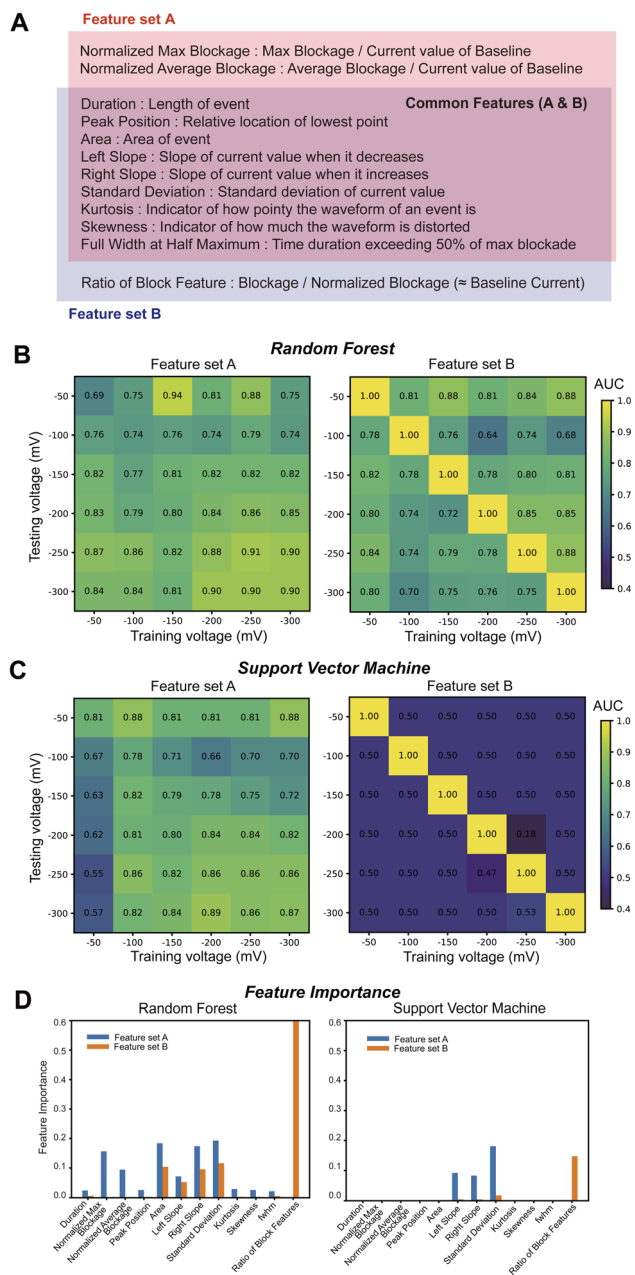 A
Feature set A
Normalized Max Blockage : Max Blockage / Current value of Baseline
Normalized Average Blockage : Average Blockage / Current value of Baseline
Duration : Length of event
Common Features (A & B)
Peak Position : Relative location of lowest point
Area : Area of event
Left Slope : Slope of current value when it decreases
Right Slope : Slope of current value when it increases
Standard Deviation : Standard deviation of current value
Kurtosis : Indicator of how pointy the waveform of an event is
Skewness : Indicator of how much the waveform is distorted
Full Width at Half Maximum : Time duration exceeding 50% of max blockade
Ratio of Block Feature : Blockage / Normalized Blockage (≈ Baseline Current)
Feature set B
B
Random Forest
Feature set A
Testing voltage (mV)
-50 0.69 0.75 0.94 0.81 0.88 0.75
-100 0.76 0.74 0.76 0.74 0.79 0.74
-150 0.82 0.77 0.81 0.82 0.82 0.82
-200 0.83 0.79 0.80 0.84 0.86 0.85
-250 0.87 0.86 0.82 0.88 0.91 0.90
-300 0.84 0.84 0.81 0.90 0.90 0.90
-50 -100 -150 -200 -250 -300
Training voltage (mV)
Feature set B
1.00 0.81 0.88 0.81 0.84 0.88
0.78 1.00 0.76 0.64 0.74 0.68
0.82 0.78 1.00 0.78 0.80 0.81
0.80 0.74 0.72 1.00 0.85 0.85
0.84 0.74 0.79 0.78 1.00 0.88
0.80 0.70 0.75 0.76 0.75 1.00
-50 -100 -150 -200 -250 -300
Training voltage (mV)
AUC
1.0
0.9
0.8
0.7
0.6
0.5
0.4
C
Support Vector Machine
Feature set A
Testing voltage (mV)
-50 0.81 0.88 0.81 0.81 0.81 0.88
-100 0.67 0.78 0.71 0.66 0.70 0.70
-150 0.63 0.82 0.79 0.78 0.75 0.72
-200 0.62 0.81 0.80 0.84 0.84 0.82
-250 0.55 0.86 0.82 0.86 0.86 0.86
-300 0.57 0.82 0.84 0.89 0.86 0.87
-50 -100 -150 -200 -250 -300
Training voltage (mV)
Feature set B
1.00 0.50 0.50 0.50 0.50 0.50
0.50 1.00 0.50 0.50 0.50 0.50
0.50 0.50 1.00 0.50 0.50 0.50
0.50 0.50 0.50 1.00 0.18 0.50
0.50 0.50 0.50 0.47 1.00 0.50
0.50 0.50 0.50 0.50 0.53 1.00
-50 -100 -150 -200 -250 -300
Training voltage (mV)
AUC
1.0
0.9
0.8
0.7
0.6
0.5
0.4
D
Feature Importance
Random Forest
Feature Importance
0.6
0.5
0.4
0.3
0.2
0.1
0.0
Feature set A
Feature set B
Duration
Normalized Max
Blockage
Normalized Average
Blockage
Peak Position
Area
Left Slope
Right Slope
Standard Deviation
Kurtosis
Skewness
fwhm
Ratio of Block Features
Support Vector Machine
0.6
0.5
0.4
0.3
0.2
0.1
0.0
Feature set A
Feature set B
Duration
Normalized Max
Blockage
Normalized Average
Blockage
Peak Position
Area
Left Slope
Right Slope
Standard Deviation
Kurtosis
Skewness
fwhm
Ratio of Block Features